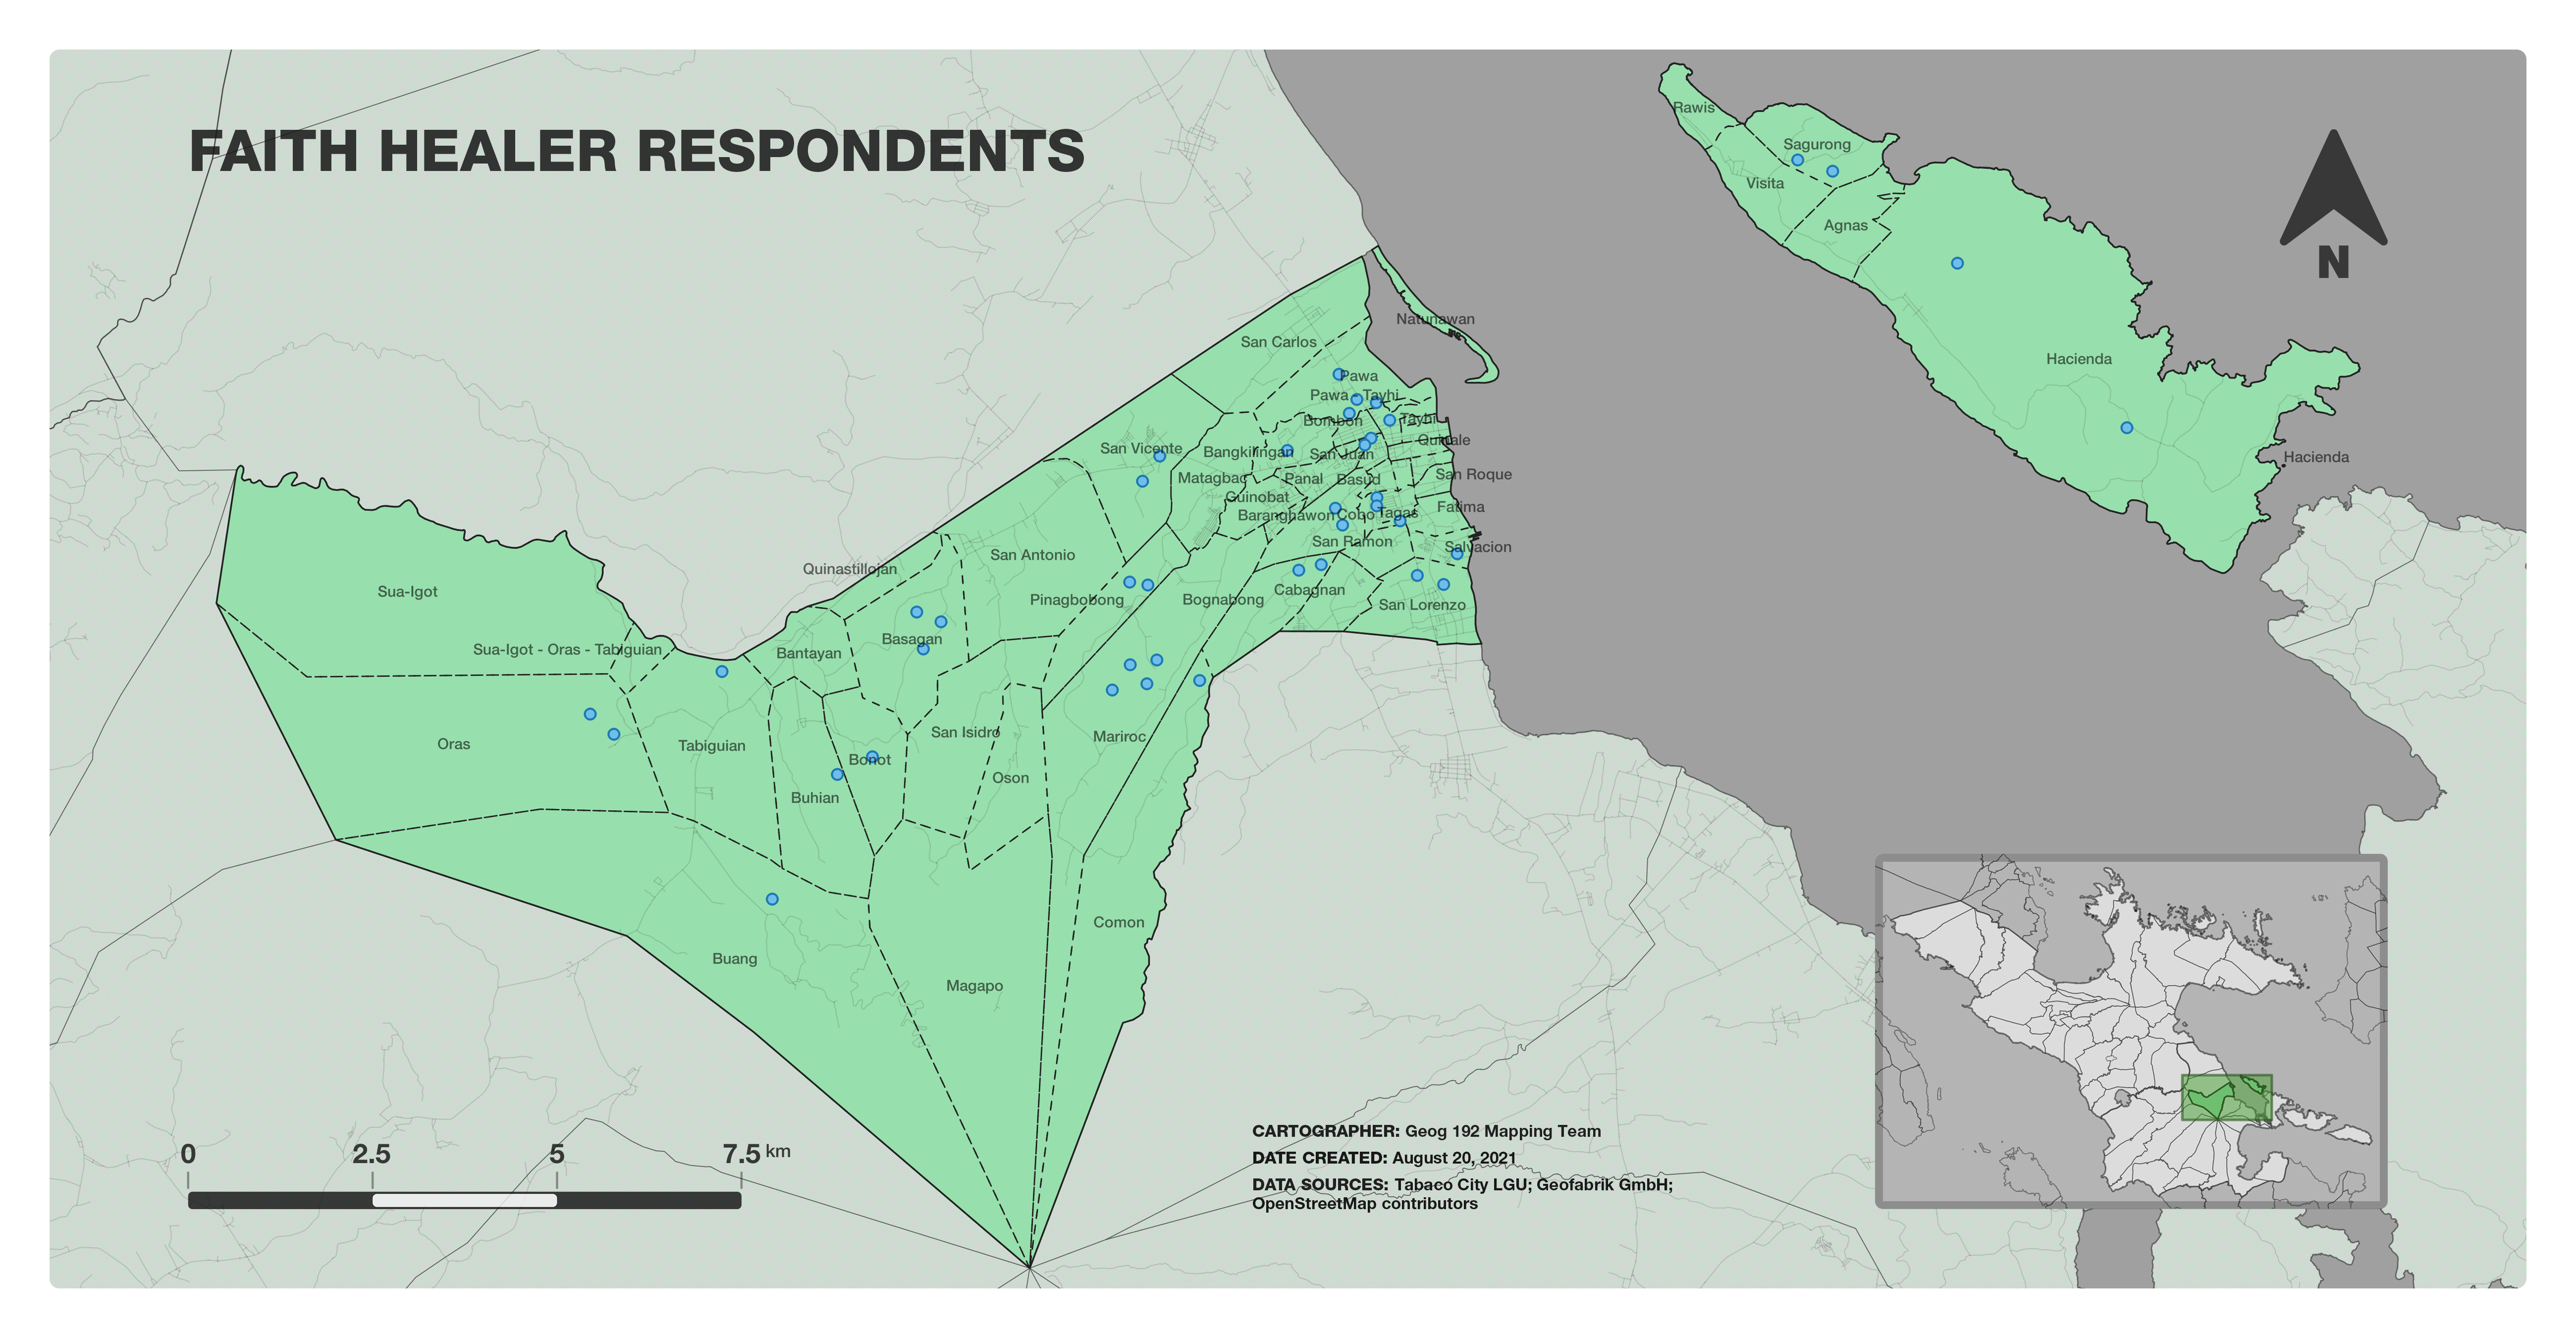 FAITH HEALER RESPONDENTS
Rawis
Sagurong
Visita
Agnas
N
Hacienda
Hacienda
Natunawan
San Carlos
Pawa
Pawa - Tayhi
Bombon
Tayhi
Quinale
San Vicente
Bangkilingan
San Juan
Matagbac
Panal
Basud
San Roque
Guinobat
Baranghawon
Cobo
Tagas
Fatima
San Ramon
Salvacion
San Antonio
Quinastillojan
Sua-Igot
Pinagbobong
Bognabong
Cabagnan
San Lorenzo
Basagan
Sua-Igot - Oras - Tabiguian
Bantayan
Oras
Tabiguian
San Isidro
Mariroc
Bonot
Oson
Buhian
Comon
Buang
Magapo
0 2.5 5 7.5 km
CARTOGRAPHER: Geog 192 Mapping Team
DATE CREATED: August 20, 2021
DATA SOURCES: Tabaco City LGU; Geofabrik GmbH;
OpenStreetMap contributors